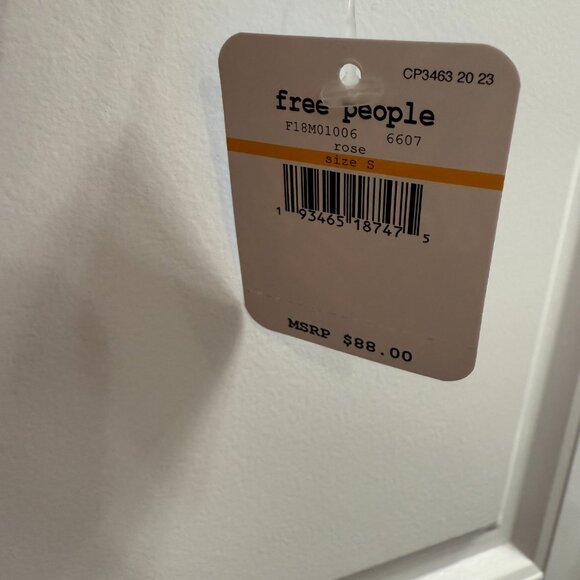 CP3463 20 23
free people
F18M01006 6607
rose
size S
1 93465 18747 5
MSRP $88.00